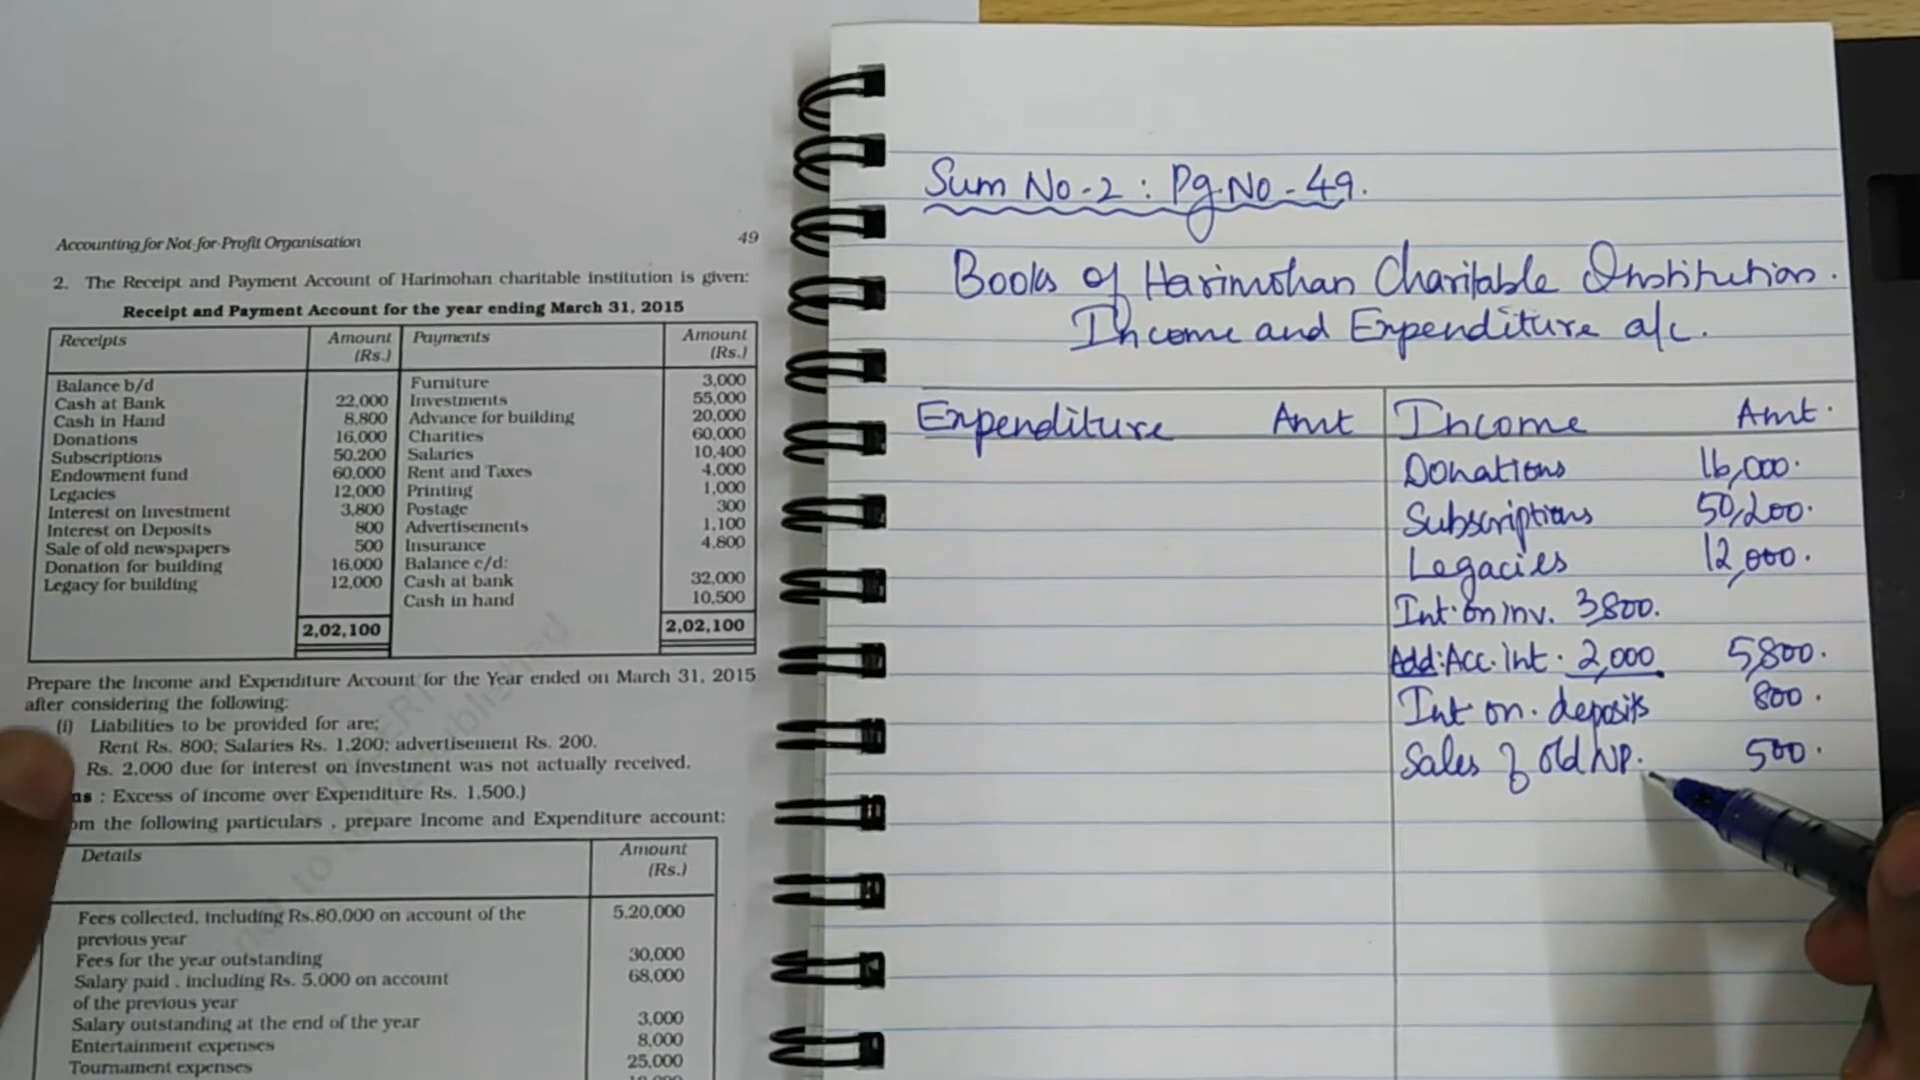 Accounting for Not-for-Profit Organisation 49
2. The Receipt and Payment Account of Harimohan charitable institution is given:
Receipt and Payment Account for the year ending March 31, 2015
Receipts Amount (Rs.) Payments Amount (Rs.)
Balance b/d Furniture 3,000
Cash at Bank 22,000 Investments 55,000
Cash in Hand 8,800 Advance for building 20,000
Donations 16,000 Charities 60,000
Subscriptions 50,200 Salaries 10,400
Endowment fund 60,000 Rent and Taxes 4,000
Legacies 12,000 Printing 1,000
Interest on Investment 3,800 Postage 300
Interest on Deposits 800 Advertisements 1,100
Sale of old newspapers 500 Insurance 4,800
Donation for building 16,000 Balance c/d:
Legacy for building 12,000 Cash at bank 32,000
Cash in hand 10,500
2,02,100 2,02,100
Prepare the Income and Expenditure Account for the Year ended on March 31, 2015
after considering the following:
(i) Liabilities to be provided for are:
Rent Rs. 800; Salaries Rs. 1,200; advertisement Rs. 200.
Rs. 2,000 due for interest on investment was not actually received.
: Excess of income over Expenditure Rs. 1,500.)
the following particulars , prepare Income and Expenditure account:
Details Amount (Rs.)
Fees collected, including Rs.80,000 on account of the 5,20,000
previous year
Fees for the year outstanding 30,000
Salary paid , including Rs. 5,000 on account 68,000
of the previous year
Salary outstanding at the end of the year 3,000
Entertainment expenses 8,000
Tournament expenses 25,000
Sum No-2 : Pg.No-49.
Books of Harimohan Charitable Institution.
Income and Expenditure a/c.
Expenditure Amt Income Amt.
Donations 16,000.
Subscriptions 50,200.
Legacies 12,000.
Int. on inv. 3800.
Add: Acc. int. 2,000 5,800.
Int on. deposits 800.
Sales of old NP. 500.